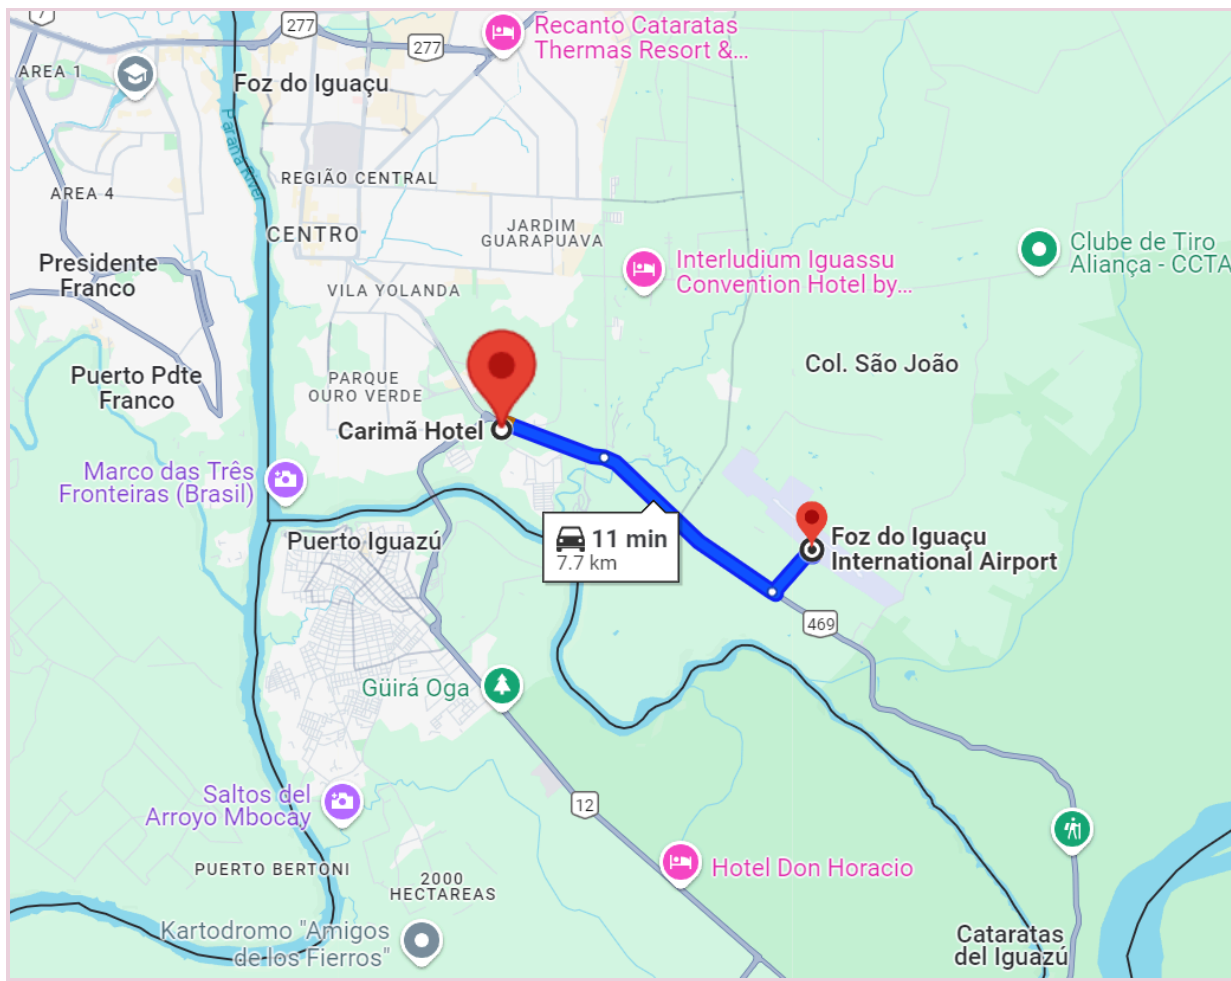 7
277
277
Recanto Cataratas
Thermas Resort &...
AREA 1
Foz do Iguaçu
Paraná River
REGIÃO CENTRAL
AREA 4
CENTRO
JARDIM
GUARAPUAVA
Clube de Tiro
Aliança - CCTA
Presidente
Franco
Interludium Iguassu
Convention Hotel by...
VILA YOLANDA
Col. São João
Puerto Pdte
Franco
PARQUE
OURO VERDE
Carimã Hotel
Marco das Três
Fronteiras (Brasil)
Puerto Iguazú
11 min
7.7 km
Foz do Iguaçu
International Airport
469
Güirá Oga
Saltos del
Arroyo Mbocay
12
PUERTO BERTONI
2000
HECTAREAS
Hotel Don Horacio
Kartodromo "Amigos
de los Fierros"
Cataratas
del Iguazú